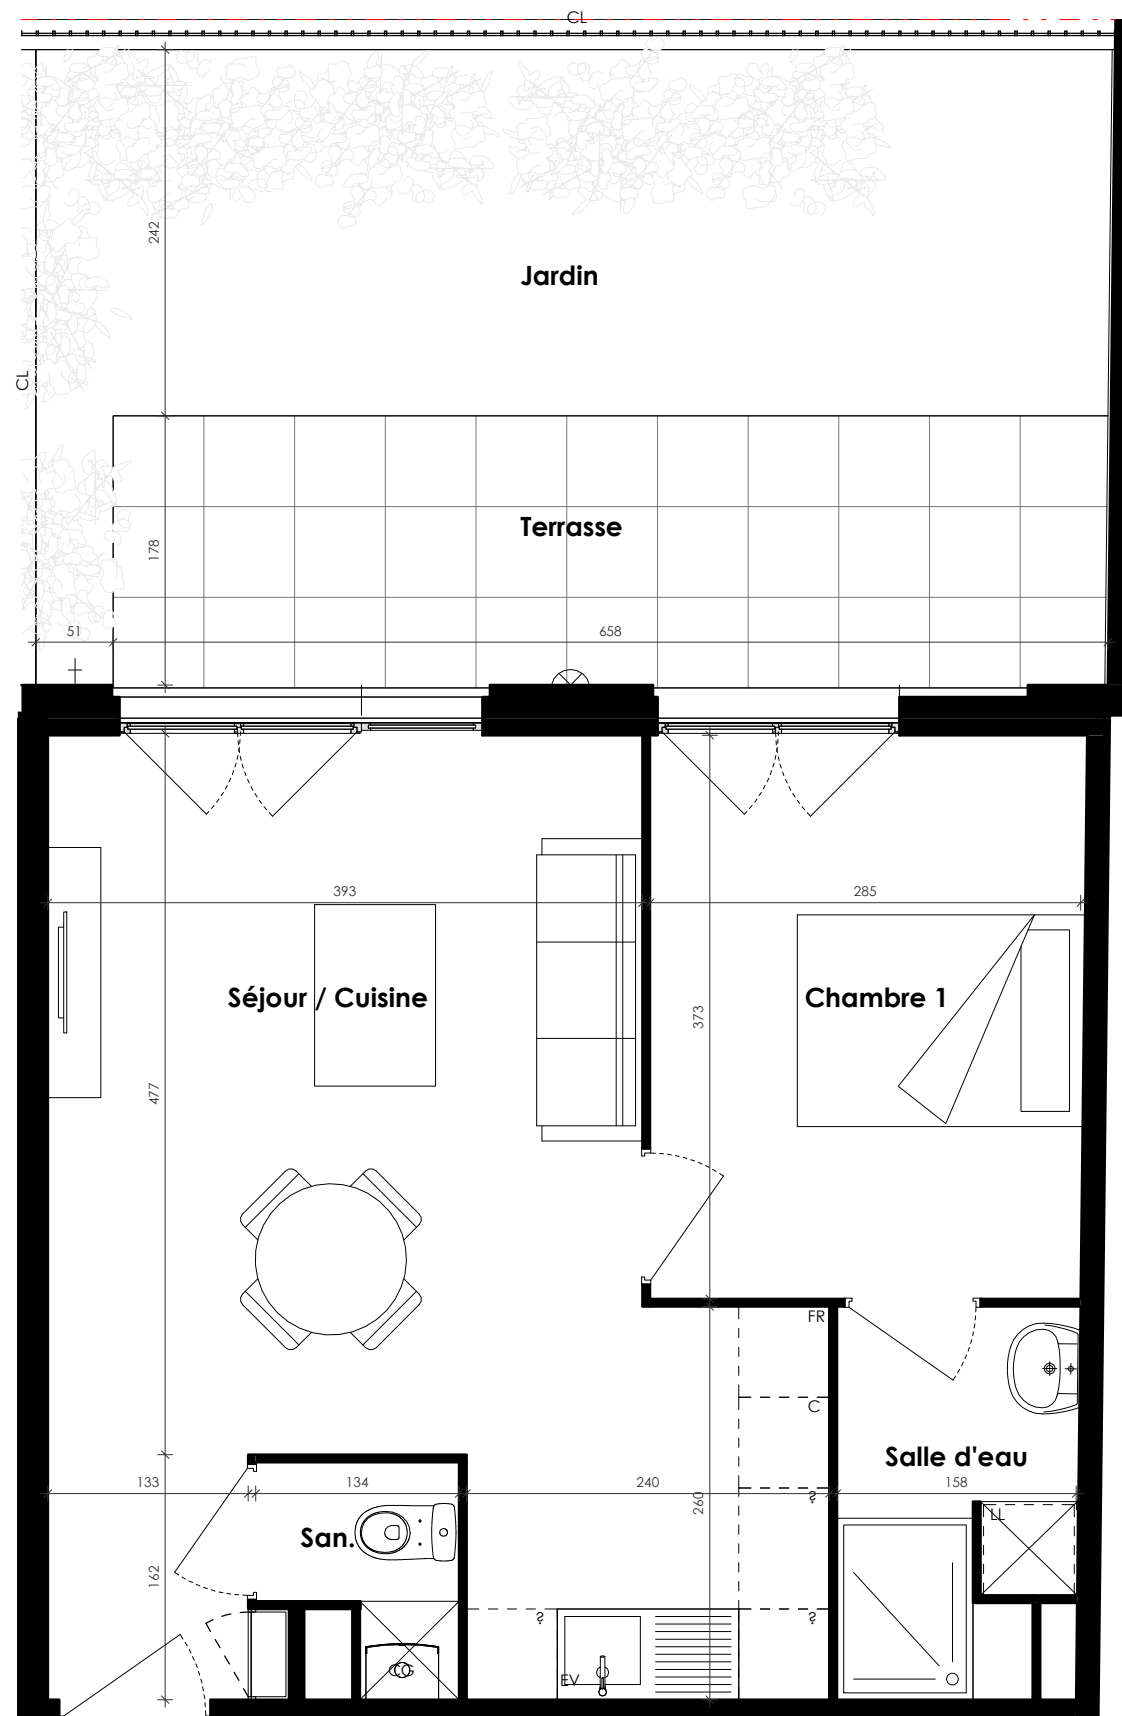 CL
242
Jardin
CL
Terrasse
178
51
658
393
285
Séjour / Cuisine
Chambre 1
373
477
FR
C
Salle d'eau
133
134
240
158
260
?
LL
San.
162
?
?
CG
EV